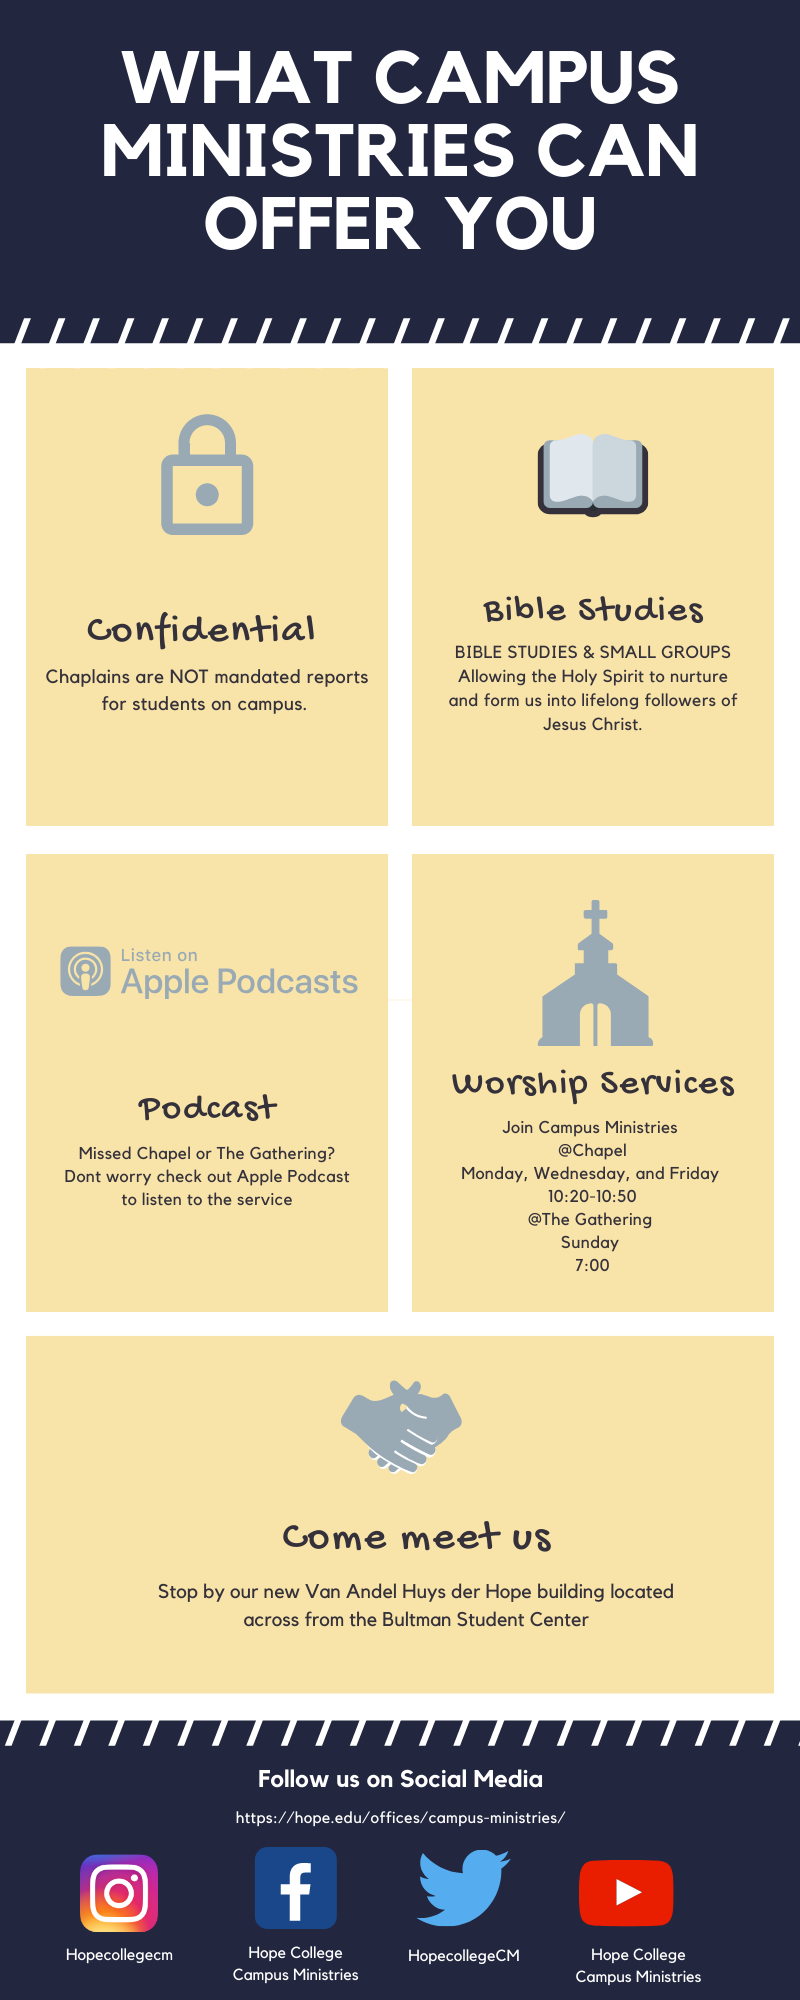 WHAT CAMPUS
MINISTRIES CAN
OFFER YOU
Confidential
Chaplains are NOT mandated reports
for students on campus.
Bible Studies
BIBLE STUDIES & SMALL GROUPS
Allowing the Holy Spirit to nurture
and form us into lifelong followers of
Jesus Christ.
Listen on
Apple Podcasts
Podcast
Missed Chapel or The Gathering?
Dont worry check out Apple Podcast
to listen to the service
Worship Services
Join Campus Ministries
@Chapel
Monday, Wednesday, and Friday
10:20-10:50
@The Gathering
Sunday
7:00
Come meet us
Stop by our new Van Andel Huys der Hope building located
across from the Bultman Student Center
Follow us on Social Media
https://hope.edu/offices/campus-ministries/
Hopecollegecm
Hope College
Campus Ministries
HopecollegeCM
Hope College
Campus Ministries